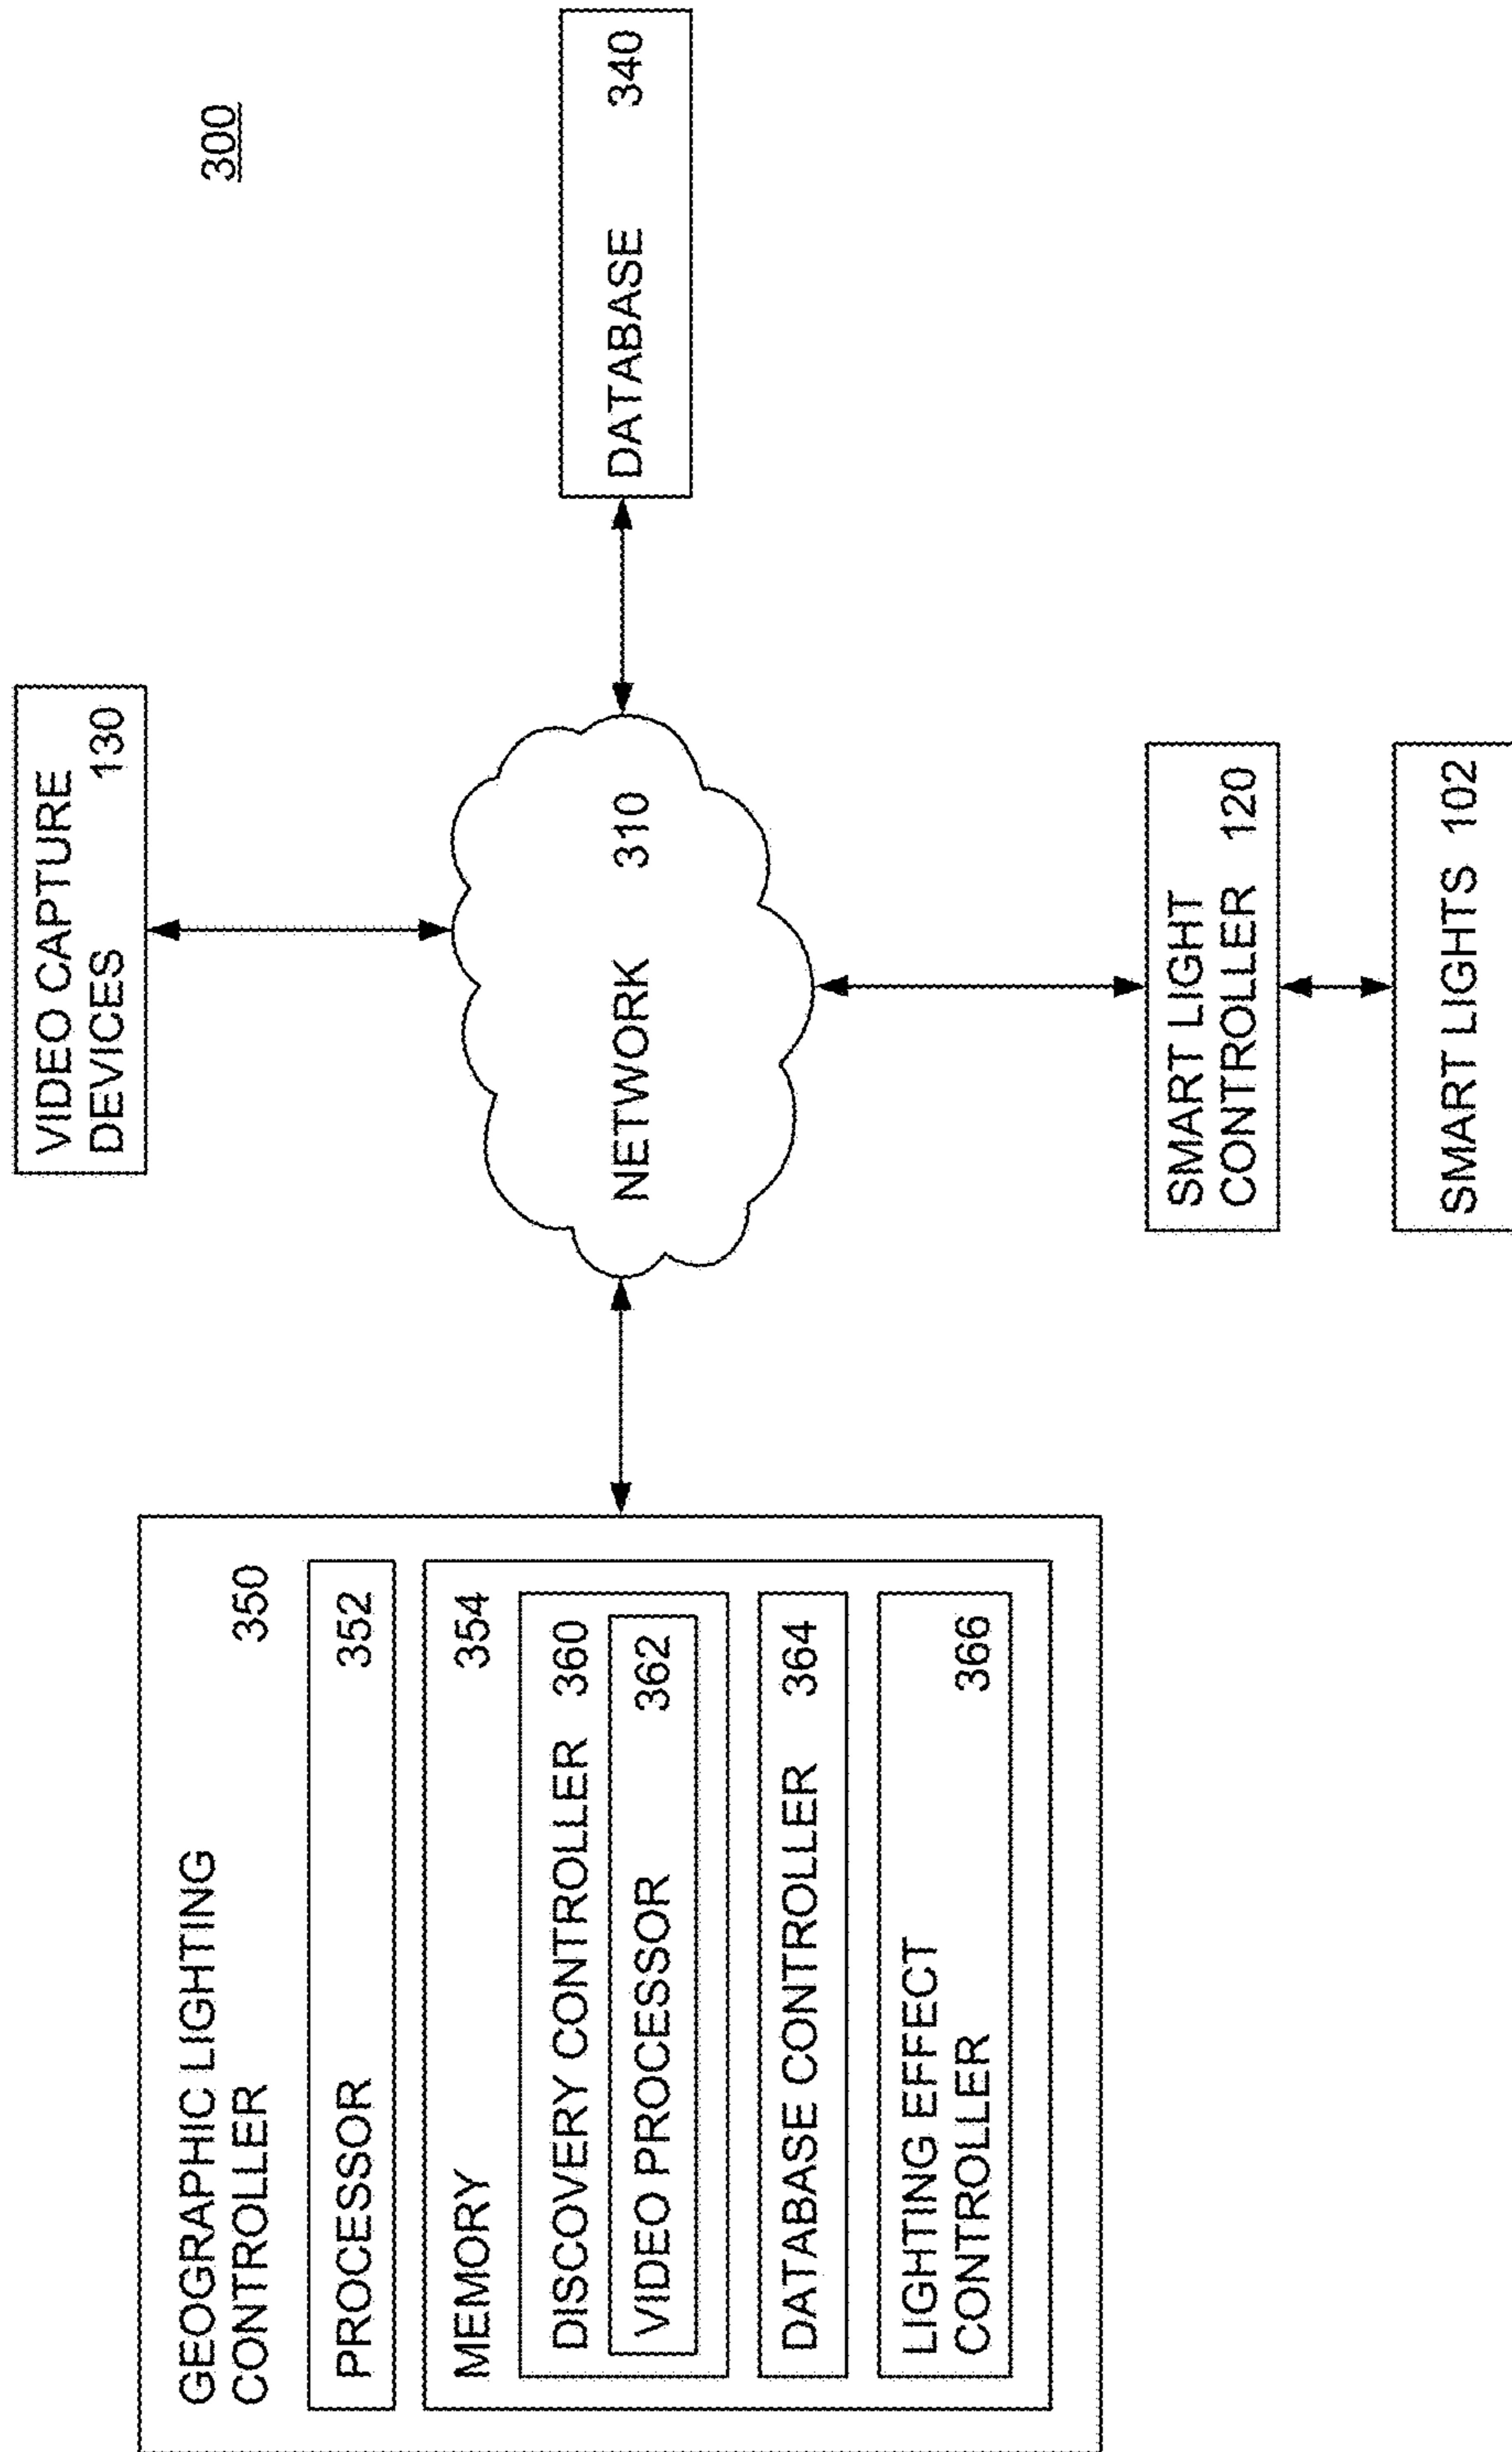 300
VIDEO CAPTURE
DEVICES 130
GEOGRAPHIC LIGHTING
CONTROLLER 350
PROCESSOR 352
MEMORY 354
DISCOVERY CONTROLLER 360
VIDEO PROCESSOR 362
DATABASE CONTROLLER 364
LIGHTING EFFECT
CONTROLLER 366
NETWORK 310
DATABASE 340
SMART LIGHT
CONTROLLER 120
SMART LIGHTS 102